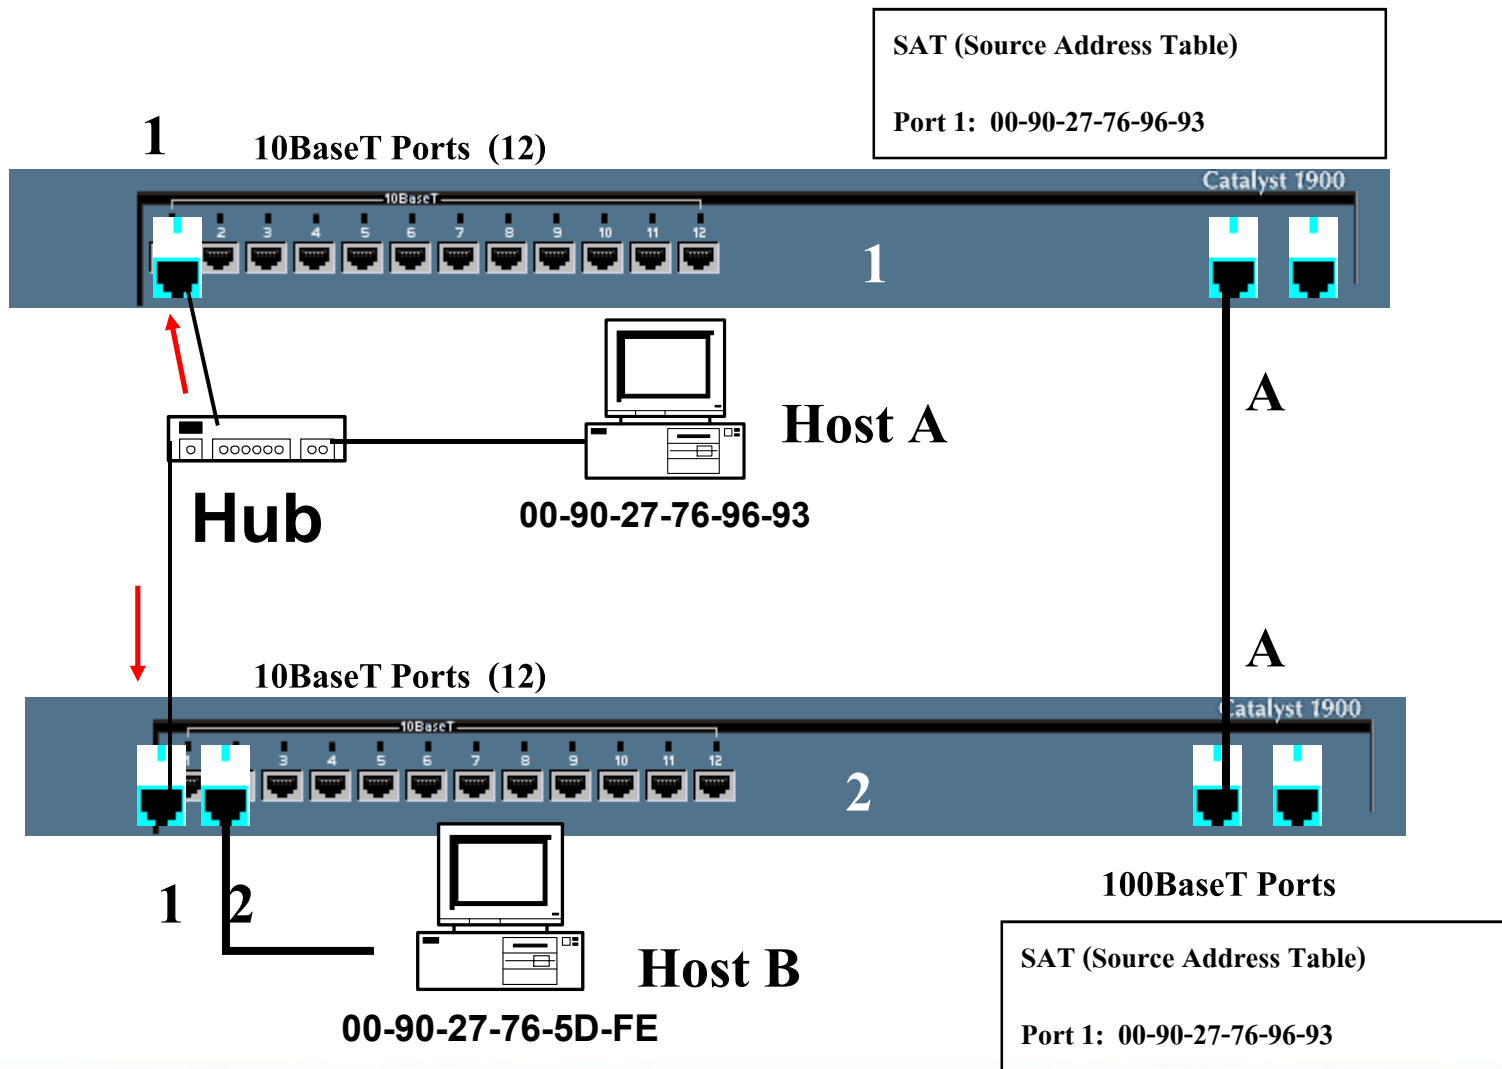 SAT (Source Address Table)
Port 1: 00-90-27-76-96-93
1
10BaseT Ports (12)
Catalyst 1900
10BaseT
2 3 4 5 6 7 8 9 10 11 12
1
A
Host A
Hub
00-90-27-76-96-93
A
10BaseT Ports (12)
Catalyst 1900
10BaseT
1 3 4 5 6 7 8 9 10 11 12
2
1 2
100BaseT Ports
Host B
SAT (Source Address Table)
00-90-27-76-5D-FE
Port 1: 00-90-27-76-96-93